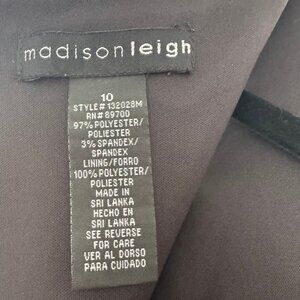 madisonleigh
10
STYLE# 132028M
RN# 89700
97% POLYESTER/
POLIESTER
3% SPANDEX/
SPANDEX
LINING/FORRO
100% POLYESTER/
POLIESTER
MADE IN
SRI LANKA
HECHO EN
SRI LANKA
SEE REVERSE
FOR CARE
VER AL DORSO
PARA CUIDADO